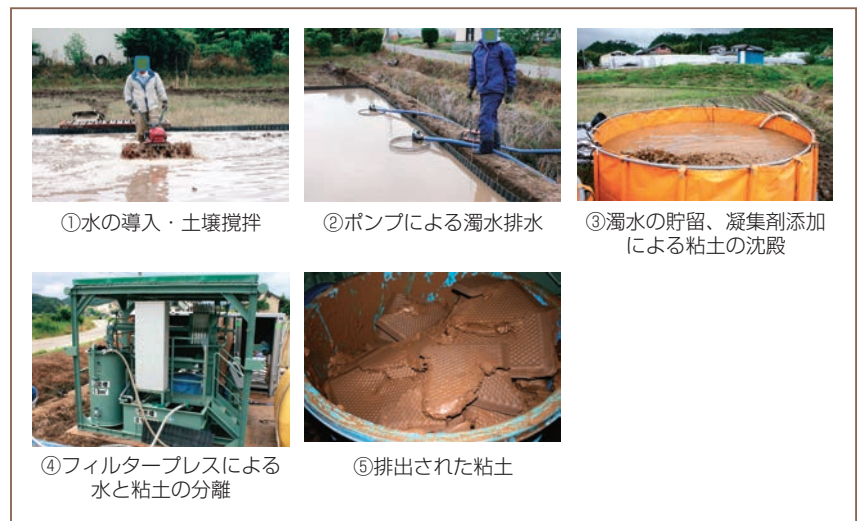 ①水の導入・土壌撹拌
②ポンプによる濁水排水
③濁水の貯留、凝集剤添加
による粘土の沈殿
④フィルタープレスによる
水と粘土の分離
⑤排出された粘土